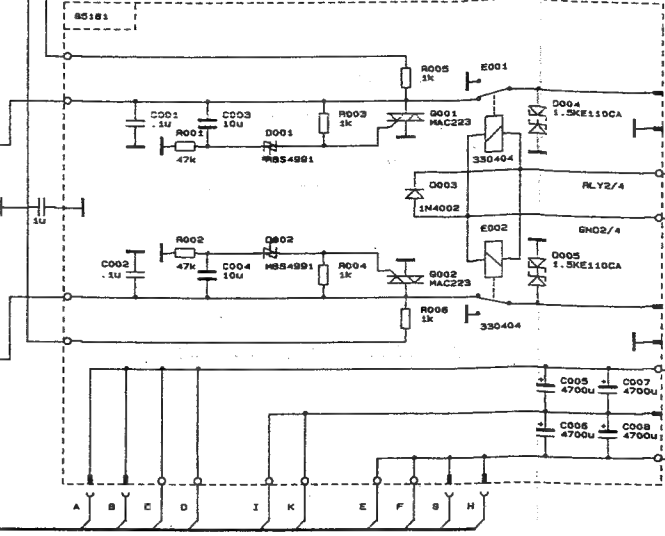 85181
R005
1k
E001
C001
.1u
C003
10u
R003
1k
Q001
MAC223
D004
1.5KE110CA
R001
47k
D001
MBS4991
330404
D003
1N4002
RLY2/4
1u
GND2/4
E002
R002
47k
D002
MBS4991
C002
.1u
C004
10u
R004
1k
Q002
MAC223
D005
1.5KE110CA
R006
1k
330404
+
C005
4700u
+
C007
4700u
+
C006
4700u
+
C008
4700u
A B C D I K E F G H